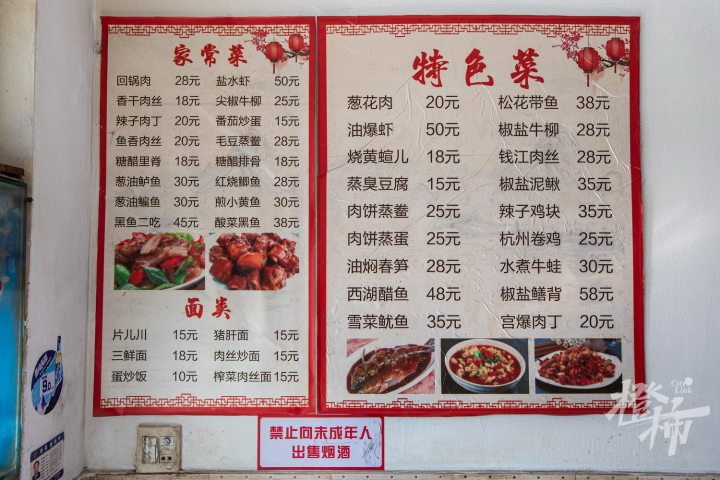 家常菜
回锅肉 28元 盐水虾 50元
香干肉丝 18元 尖椒牛柳 25元
辣子肉丁 20元 番茄炒蛋 15元
鱼香肉丝 20元 毛豆蒸鲞 28元
糖醋里脊 18元 糖醋排骨 18元
葱油鲈鱼 30元 红烧鲫鱼 28元
葱油鳊鱼 30元 煎小黄鱼 30元
黑鱼二吃 45元 酸菜黑鱼 38元
面类
片儿川 15元 猪肝面 15元
三鲜面 18元 肉丝炒面 15元
蛋炒饭 10元 榨菜肉丝面 15元
特色菜
葱花肉 20元 松花带鱼 38元
油爆虾 50元 椒盐牛柳 28元
烧黄蝖儿 18元 钱江肉丝 28元
蒸臭豆腐 15元 椒盐泥鳅 35元
肉饼蒸鲞 25元 辣子鸡块 35元
肉饼蒸蛋 25元 杭州卷鸡 25元
油焖春笋 28元 水煮牛蛙 30元
西湖醋鱼 48元 椒盐鳝背 58元
雪菜鱿鱼 35元 宫爆肉丁 20元
禁止向未成年人
出售烟酒
City Link
橙柿